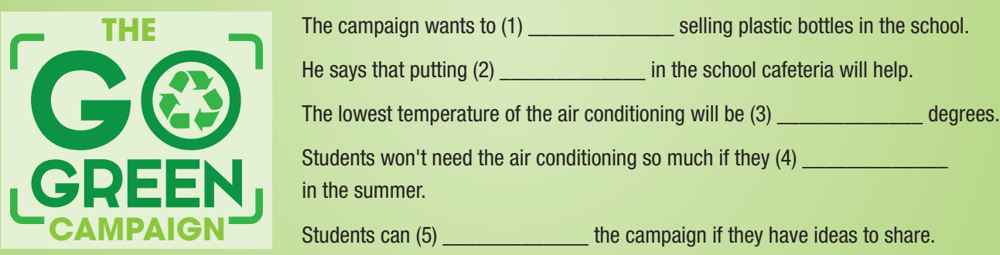 THE
GO
GREEN
CAMPAIGN
The campaign wants to (1) _____________ selling plastic bottles in the school.
He says that putting (2) _____________ in the school cafeteria will help.
The lowest temperature of the air conditioning will be (3) _____________ degrees.
Students won't need the air conditioning so much if they (4) _____________
in the summer.
Students can (5) _____________ the campaign if they have ideas to share.